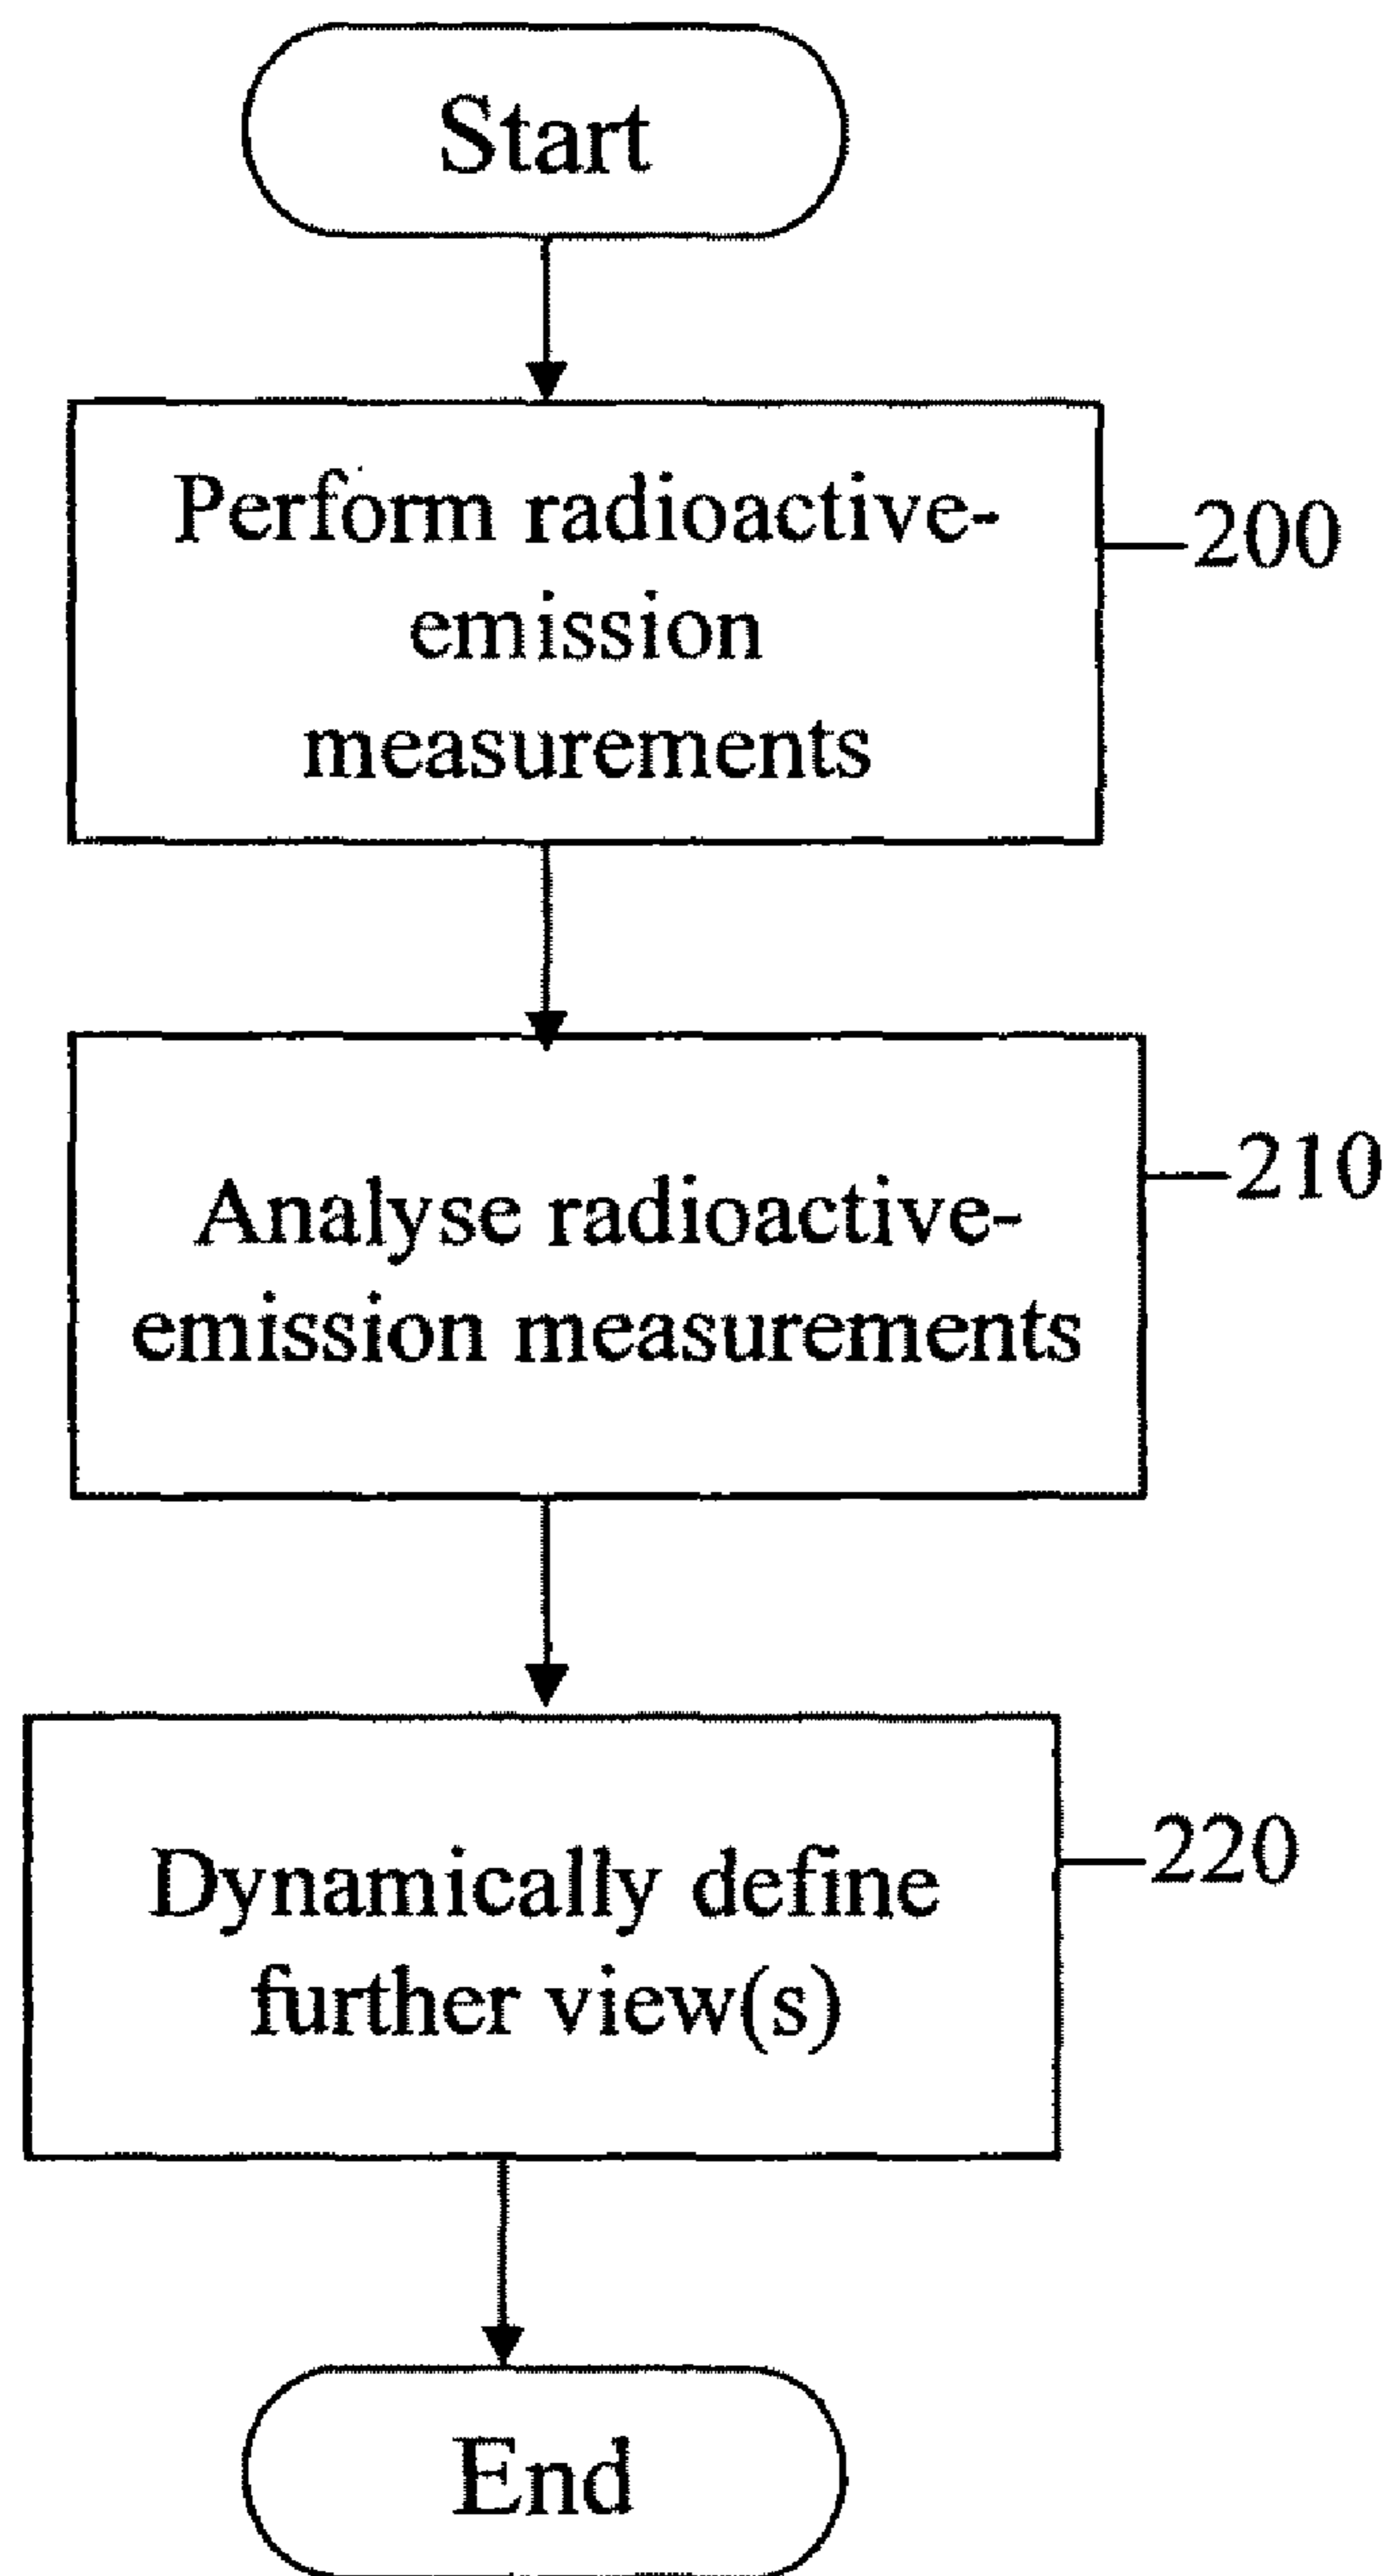 Start
Perform radioactive-
emission
measurements
200
Analyse radioactive-
emission measurements
210
Dynamically define
further view(s)
220
End